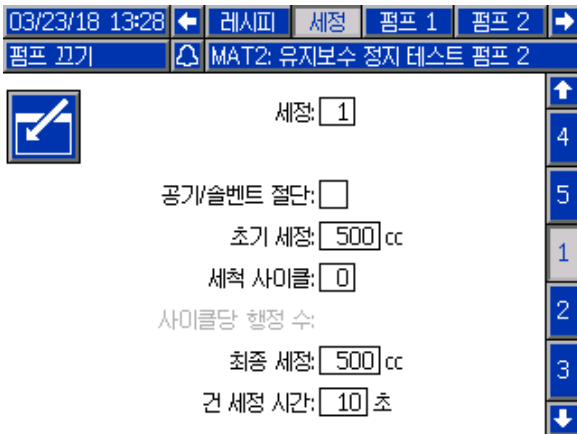 03/23/18 13:28 레시피 세정 펌프 1 펌프 2
펌프 끄기 MAT2: 유지보수 정지 테스트 펌프 2
세정: 1
4
공기/솔벤트 절단:
5
초기 세정: 500 cc
1
세척 사이클: 0
사이클당 행정 수:
2
최종 세정: 500 cc
3
건 세정 시간: 10 초